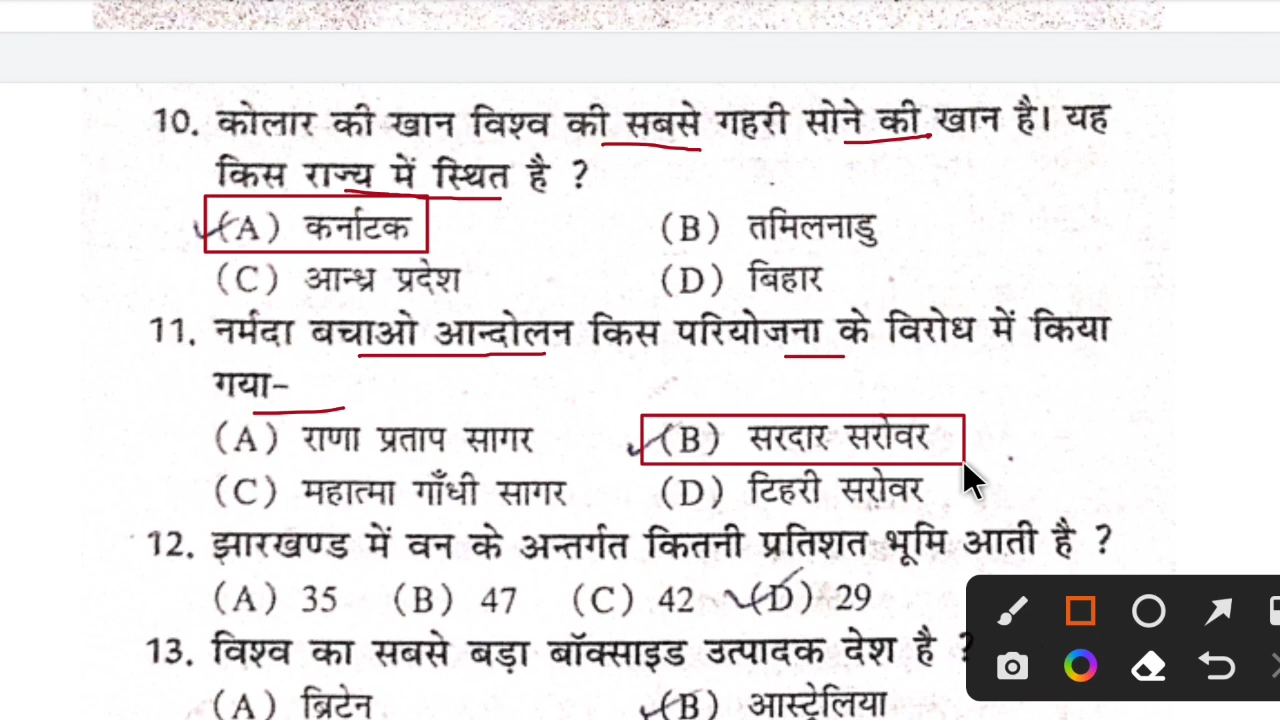 10. कोलार की खान विश्व की सबसे गहरी सोने की खान है। यह
किस राज्य में स्थित है ?
(A) कर्नाटक (B) तमिलनाडु
(C) आन्ध्र प्रदेश (D) बिहार
11. नर्मदा बचाओ आन्दोलन किस परियोजना के विरोध में किया
गया-
(A) राणा प्रताप सागर (B) सरदार सरोवर
(C) महात्मा गाँधी सागर (D) टिहरी सरोवर
12. झारखण्ड में वन के अन्तर्गत कितनी प्रतिशत भूमि आती है ?
(A) 35 (B) 47 (C) 42 (D) 29
13. विश्व का सबसे बड़ा बॉक्साइड उत्पादक देश है ?
(A) ब्रिटेन (B) आस्ट्रेलिया